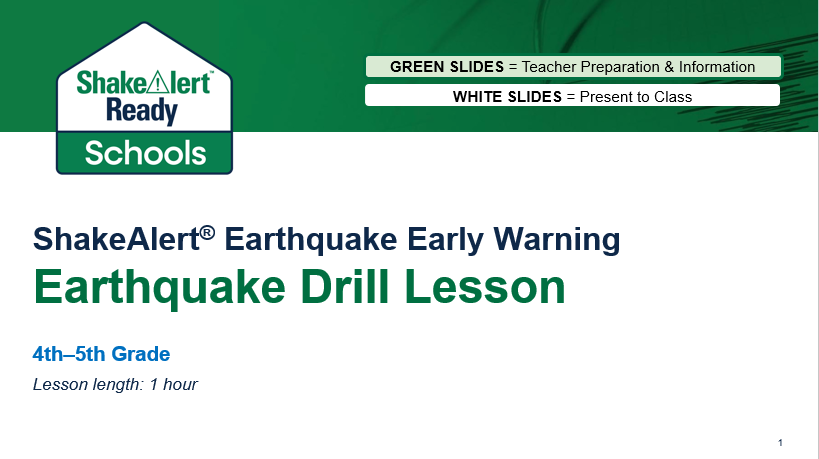 ShakeAlert™
Ready
Schools
GREEN SLIDES = Teacher Preparation & Information
WHITE SLIDES = Present to Class
ShakeAlert® Earthquake Early Warning
Earthquake Drill Lesson
4th–5th Grade
Lesson length: 1 hour
1